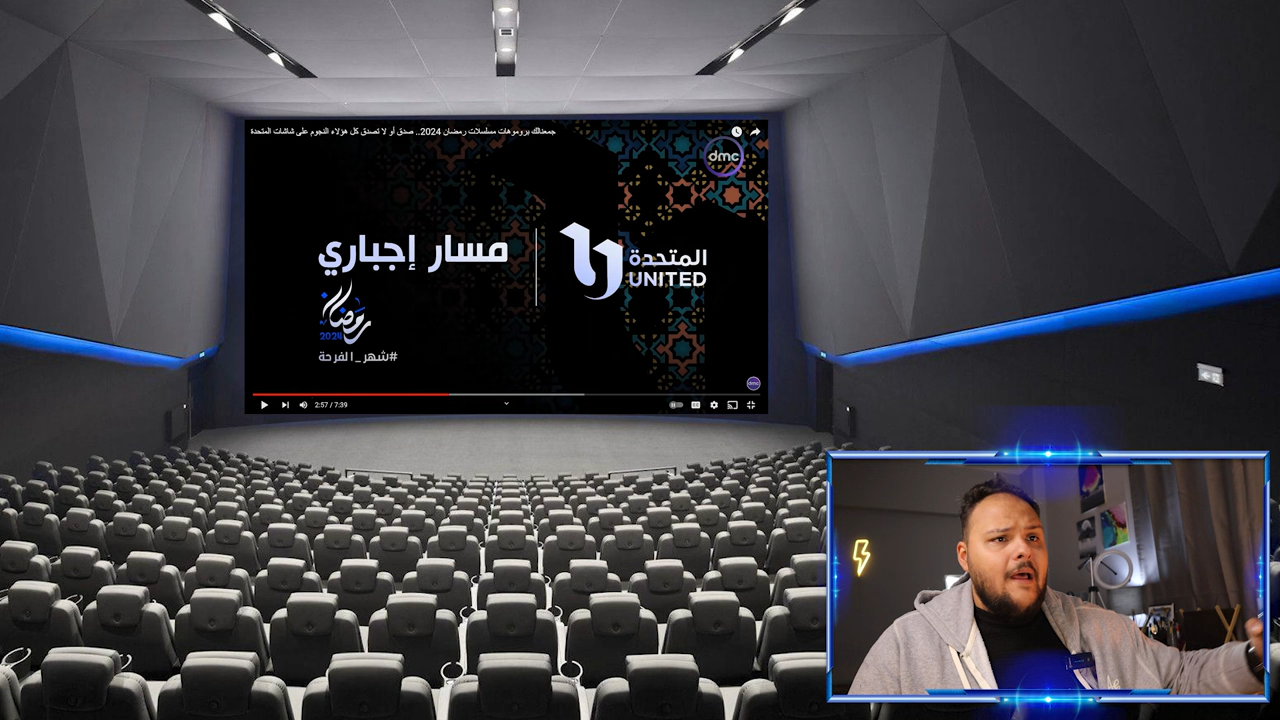 جمعنالك بروموهات مسلسلات رمضان 2024.. صدق أو لا تصدق كل هؤلاء النجوم على شاشات المتحدة
dmc
مسار إجباري
المتحدة
UNITED
رمضان
2024
#شهر_الفرحة
dmc
2:57 / 7:39